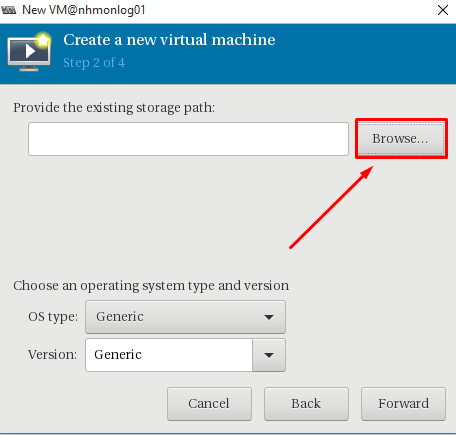 New VM@nhmonlog01
Create a new virtual machine
Step 2 of 4
Provide the existing storage path:
Browse...
Choose an operating system type and version
OS type: Generic
Version: Generic
Cancel Back Forward